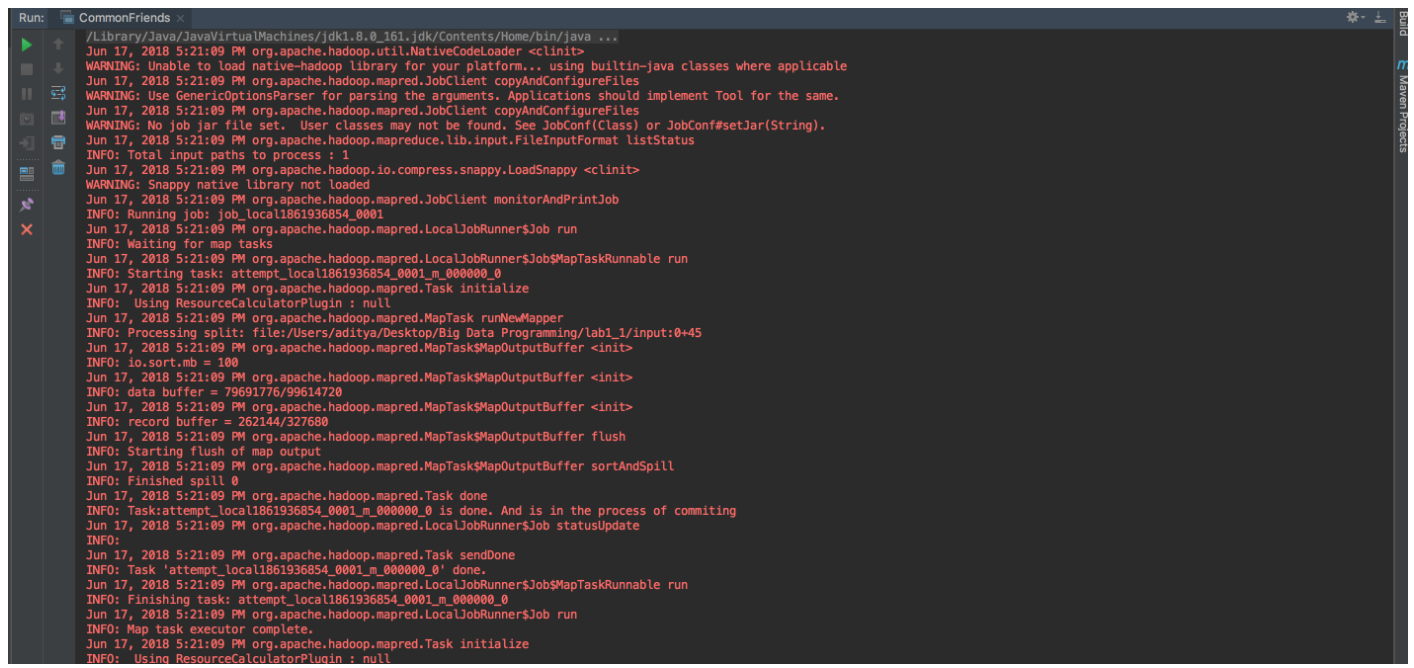 Run: CommonFriends ×
/Library/Java/JavaVirtualMachines/jdk1.8.0_161.jdk/Contents/Home/bin/java ...
Jun 17, 2018 5:21:09 PM org.apache.hadoop.util.NativeCodeLoader <clinit>
WARNING: Unable to load native-hadoop library for your platform... using builtin-java classes where applicable
Jun 17, 2018 5:21:09 PM org.apache.hadoop.mapred.JobClient copyAndConfigureFiles
WARNING: Use GenericOptionsParser for parsing the arguments. Applications should implement Tool for the same.
Jun 17, 2018 5:21:09 PM org.apache.hadoop.mapred.JobClient copyAndConfigureFiles
WARNING: No job jar file set.  User classes may not be found. See JobConf(Class) or JobConf#setJar(String).
Jun 17, 2018 5:21:09 PM org.apache.hadoop.mapreduce.lib.input.FileInputFormat listStatus
INFO: Total input paths to process : 1
Jun 17, 2018 5:21:09 PM org.apache.hadoop.io.compress.snappy.LoadSnappy <clinit>
WARNING: Snappy native library not loaded
Jun 17, 2018 5:21:09 PM org.apache.hadoop.mapred.JobClient monitorAndPrintJob
INFO: Running job: job_local1861936854_0001
Jun 17, 2018 5:21:09 PM org.apache.hadoop.mapred.LocalJobRunner$Job run
INFO: Waiting for map tasks
Jun 17, 2018 5:21:09 PM org.apache.hadoop.mapred.LocalJobRunner$Job$MapTaskRunnable run
INFO: Starting task: attempt_local1861936854_0001_m_000000_0
Jun 17, 2018 5:21:09 PM org.apache.hadoop.mapred.Task initialize
INFO:  Using ResourceCalculatorPlugin : null
Jun 17, 2018 5:21:09 PM org.apache.hadoop.mapred.MapTask runNewMapper
INFO: Processing split: file:/Users/aditya/Desktop/Big Data Programming/lab1_1/input:0+45
Jun 17, 2018 5:21:09 PM org.apache.hadoop.mapred.MapTask$MapOutputBuffer <init>
INFO: io.sort.mb = 100
Jun 17, 2018 5:21:09 PM org.apache.hadoop.mapred.MapTask$MapOutputBuffer <init>
INFO: data buffer = 79691776/99614720
Jun 17, 2018 5:21:09 PM org.apache.hadoop.mapred.MapTask$MapOutputBuffer <init>
INFO: record buffer = 262144/327680
Jun 17, 2018 5:21:09 PM org.apache.hadoop.mapred.MapTask$MapOutputBuffer flush
INFO: Starting flush of map output
Jun 17, 2018 5:21:09 PM org.apache.hadoop.mapred.MapTask$MapOutputBuffer sortAndSpill
INFO: Finished spill 0
Jun 17, 2018 5:21:09 PM org.apache.hadoop.mapred.Task done
INFO: Task:attempt_local1861936854_0001_m_000000_0 is done. And is in the process of commiting
Jun 17, 2018 5:21:09 PM org.apache.hadoop.mapred.LocalJobRunner$Job statusUpdate
INFO:
Jun 17, 2018 5:21:09 PM org.apache.hadoop.mapred.Task sendDone
INFO: Task 'attempt_local1861936854_0001_m_000000_0' done.
Jun 17, 2018 5:21:09 PM org.apache.hadoop.mapred.LocalJobRunner$Job$MapTaskRunnable run
INFO: Finishing task: attempt_local1861936854_0001_m_000000_0
Jun 17, 2018 5:21:09 PM org.apache.hadoop.mapred.LocalJobRunner$Job run
INFO: Map task executor complete.
Jun 17, 2018 5:21:09 PM org.apache.hadoop.mapred.Task initialize
INFO:  Using ResourceCalculatorPlugin : null
Build
m Maven Projects